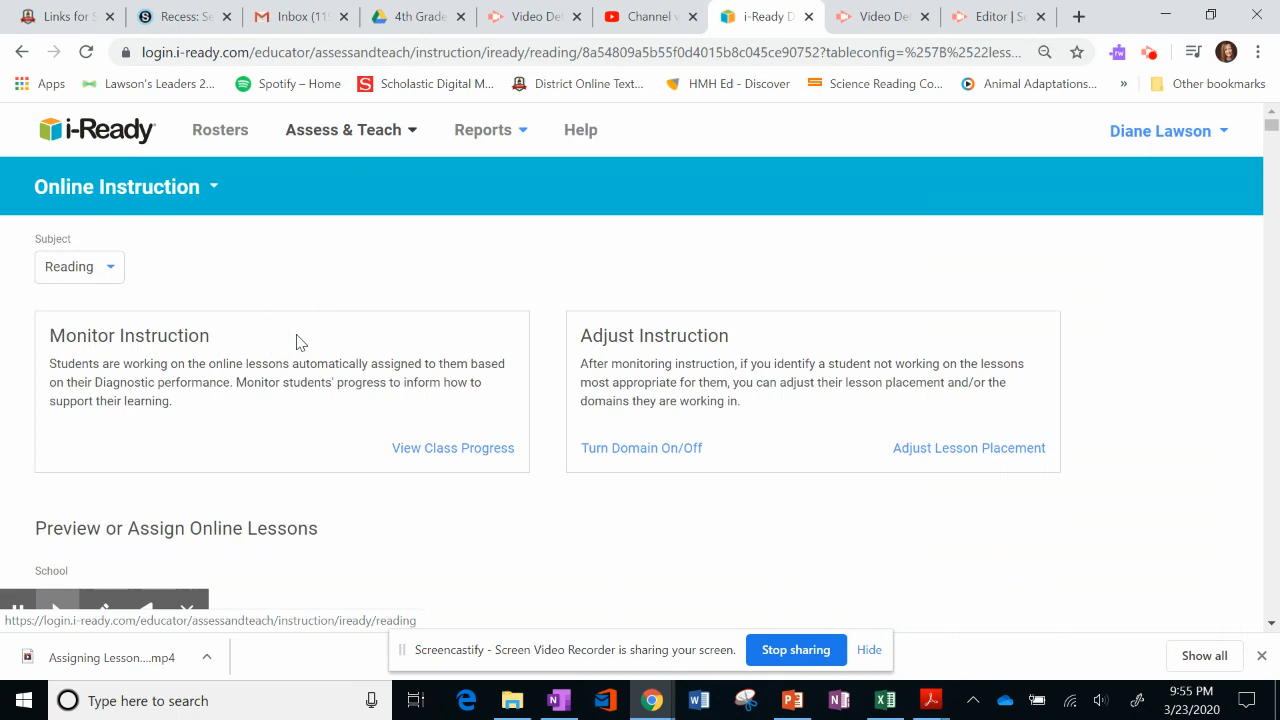 Links for S
Recess: Se
Inbox (119
4th Grade
Video Det
Channel v
i-Ready D
Video Det
Editor | Sc
login.i-ready.com/educator/assessandteach/instruction/iready/reading/8a54809a5b55f0d4015b8c045ce90752?tableconfig=%257B%2522less...
Apps
Lawson's Leaders 2...
Spotify – Home
Scholastic Digital M...
District Online Text...
HMH Ed - Discover
Science Reading Co...
Animal Adaptations...
»
Other bookmarks
i-Ready
Rosters
Assess & Teach
Reports
Help
Diane Lawson
Online Instruction
Subject
Reading
Monitor Instruction
Students are working on the online lessons automatically assigned to them based
on their Diagnostic performance. Monitor students' progress to inform how to
support their learning.
View Class Progress
Adjust Instruction
After monitoring instruction, if you identify a student not working on the lessons
most appropriate for them, you can adjust their lesson placement and/or the
domains they are working in.
Turn Domain On/Off
Adjust Lesson Placement
Preview or Assign Online Lessons
School
https://login.i-ready.com/educator/assessandteach/instruction/iready/reading
Assigning Lesson....mp4
Screencastify - Screen Video Recorder is sharing your screen.
Stop sharing
Hide
Show all
Type here to search
9:55 PM
3/23/2020